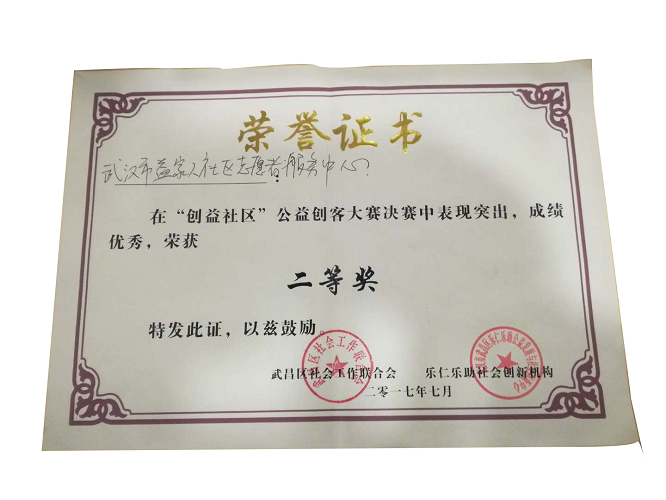 荣誉证书
武汉市益家人社区志愿者服务中心:
在“创益社区”公益创客大赛决赛中表现突出，成绩
优秀，荣获
二等奖
特发此证，以兹鼓励。
武昌区社会工作联合会 乐仁乐助社会创新机构
二零一七年七月